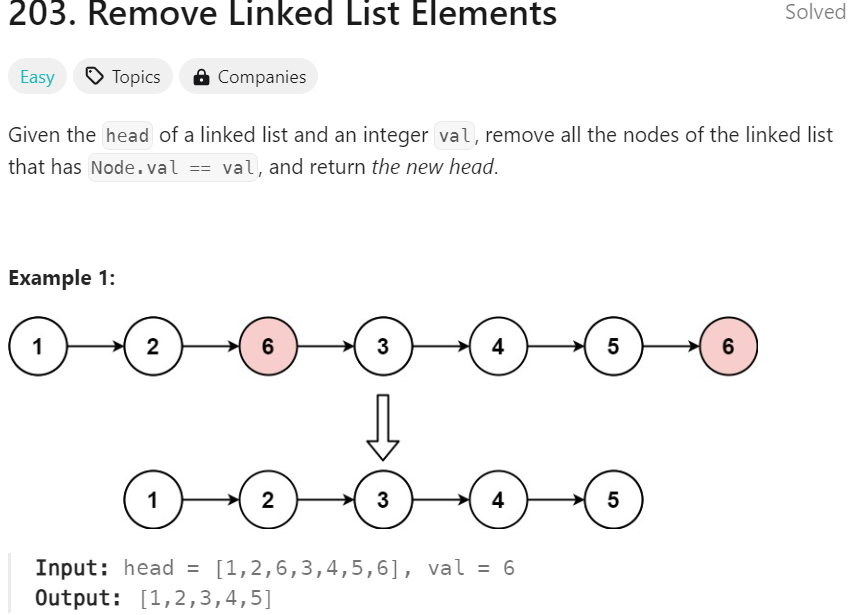 203. Remove Linked List Elements
Solved
Easy
Topics
Companies
Given the head of a linked list and an integer val, remove all the nodes of the linked list
that has Node.val == val, and return the new head.
Example 1:
1 2 6 3 4 5 6
1 2 3 4 5
Input: head = [1,2,6,3,4,5,6], val = 6
Output: [1,2,3,4,5]